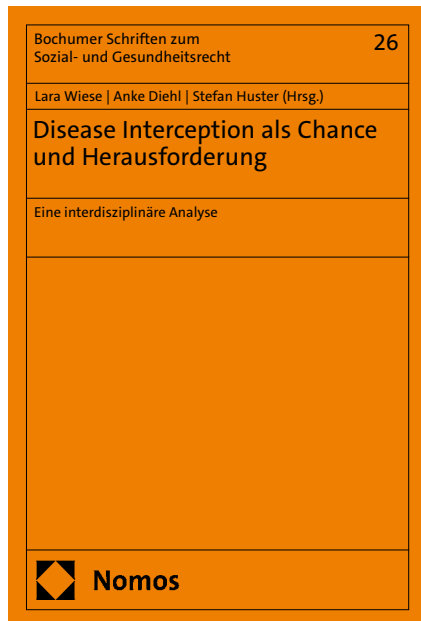 Bochumer Schriften zum
Sozial- und Gesundheitsrecht
26
Lara Wiese | Anke Diehl | Stefan Huster (Hrsg.)
Disease Interception als Chance
und Herausforderung
Eine interdisziplinäre Analyse
Nomos